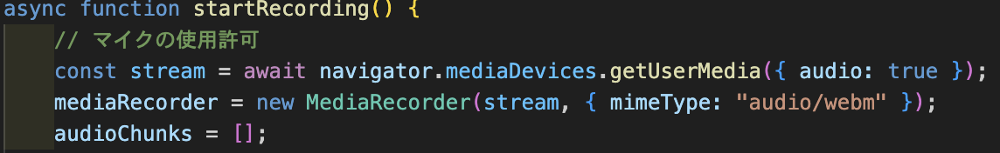 async function startRecording() {
// マイクの使用許可
const stream = await navigator.mediaDevices.getUserMedia({ audio: true });
mediaRecorder = new MediaRecorder(stream, { mimeType: "audio/webm" });
audioChunks = [];